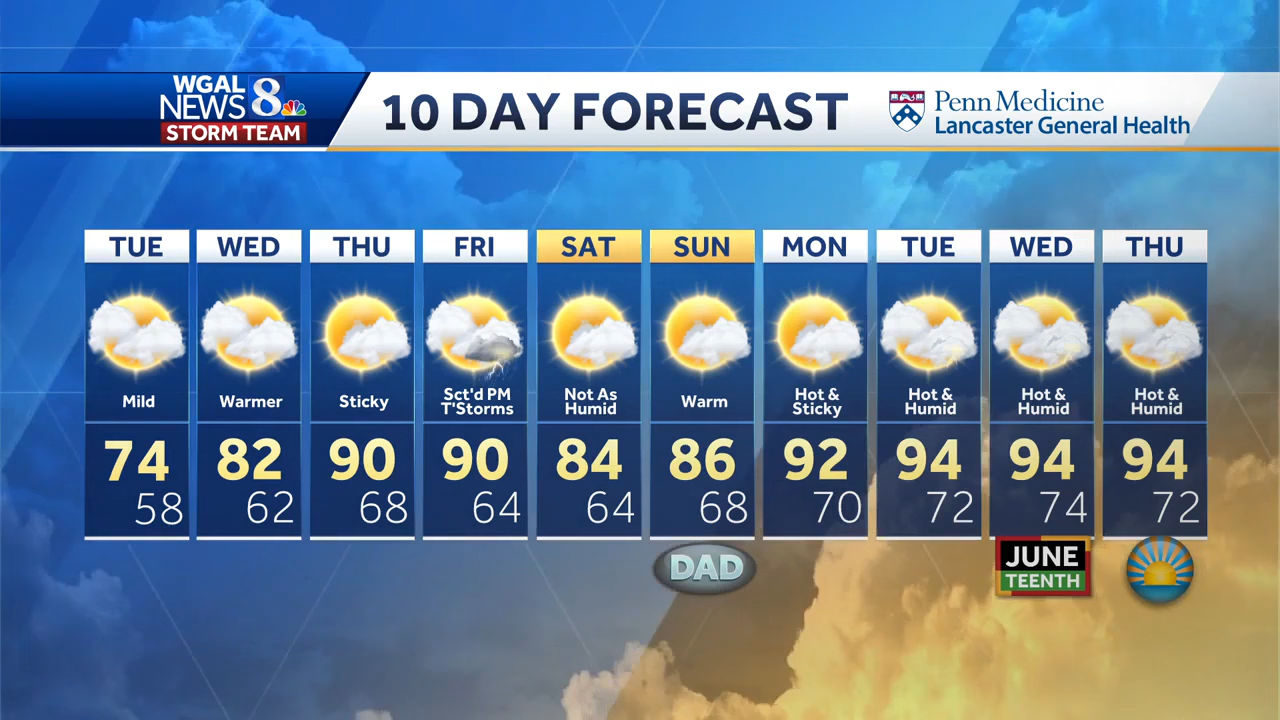 WGAL
NEWS 8
STORM TEAM
10 DAY FORECAST
Penn Medicine
Lancaster General Health
TUE
Mild
74
58
WED
Warmer
82
62
THU
Sticky
90
68
FRI
Sct'd PM
T'Storms
90
64
SAT
Not As
Humid
84
64
SUN
Warm
86
68
DAD
MON
Hot &
Sticky
92
70
TUE
Hot &
Humid
94
72
WED
Hot &
Humid
94
74
JUNE
TEENTH
THU
Hot &
Humid
94
72